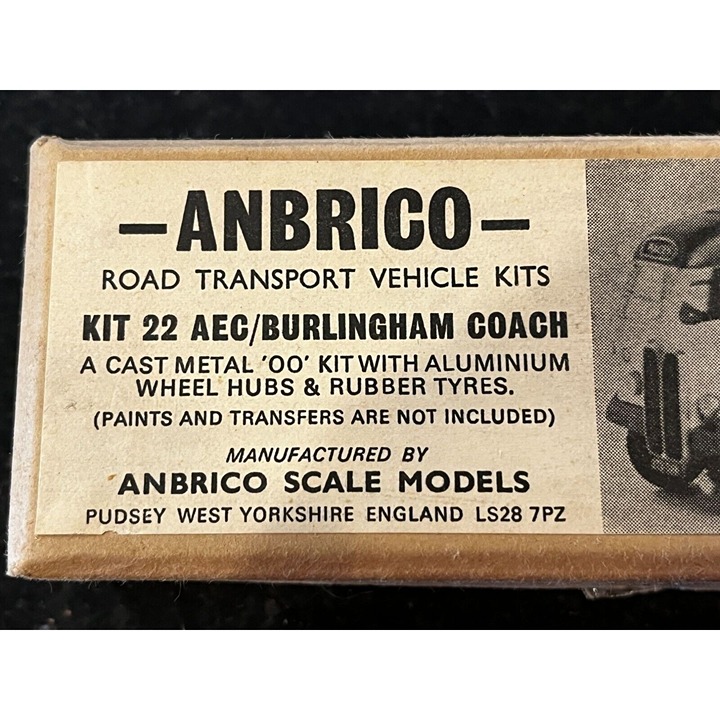 —ANBRICO—
ROAD TRANSPORT VEHICLE KITS
KIT 22 AEC/BURLINGHAM COACH
A CAST METAL 'OO' KIT WITH ALUMINIUM
WHEEL HUBS & RUBBER TYRES.
(PAINTS AND TRANSFERS ARE NOT INCLUDED)
MANUFACTURED BY
ANBRICO SCALE MODELS
PUDSEY WEST YORKSHIRE ENGLAND LS28 7PZ